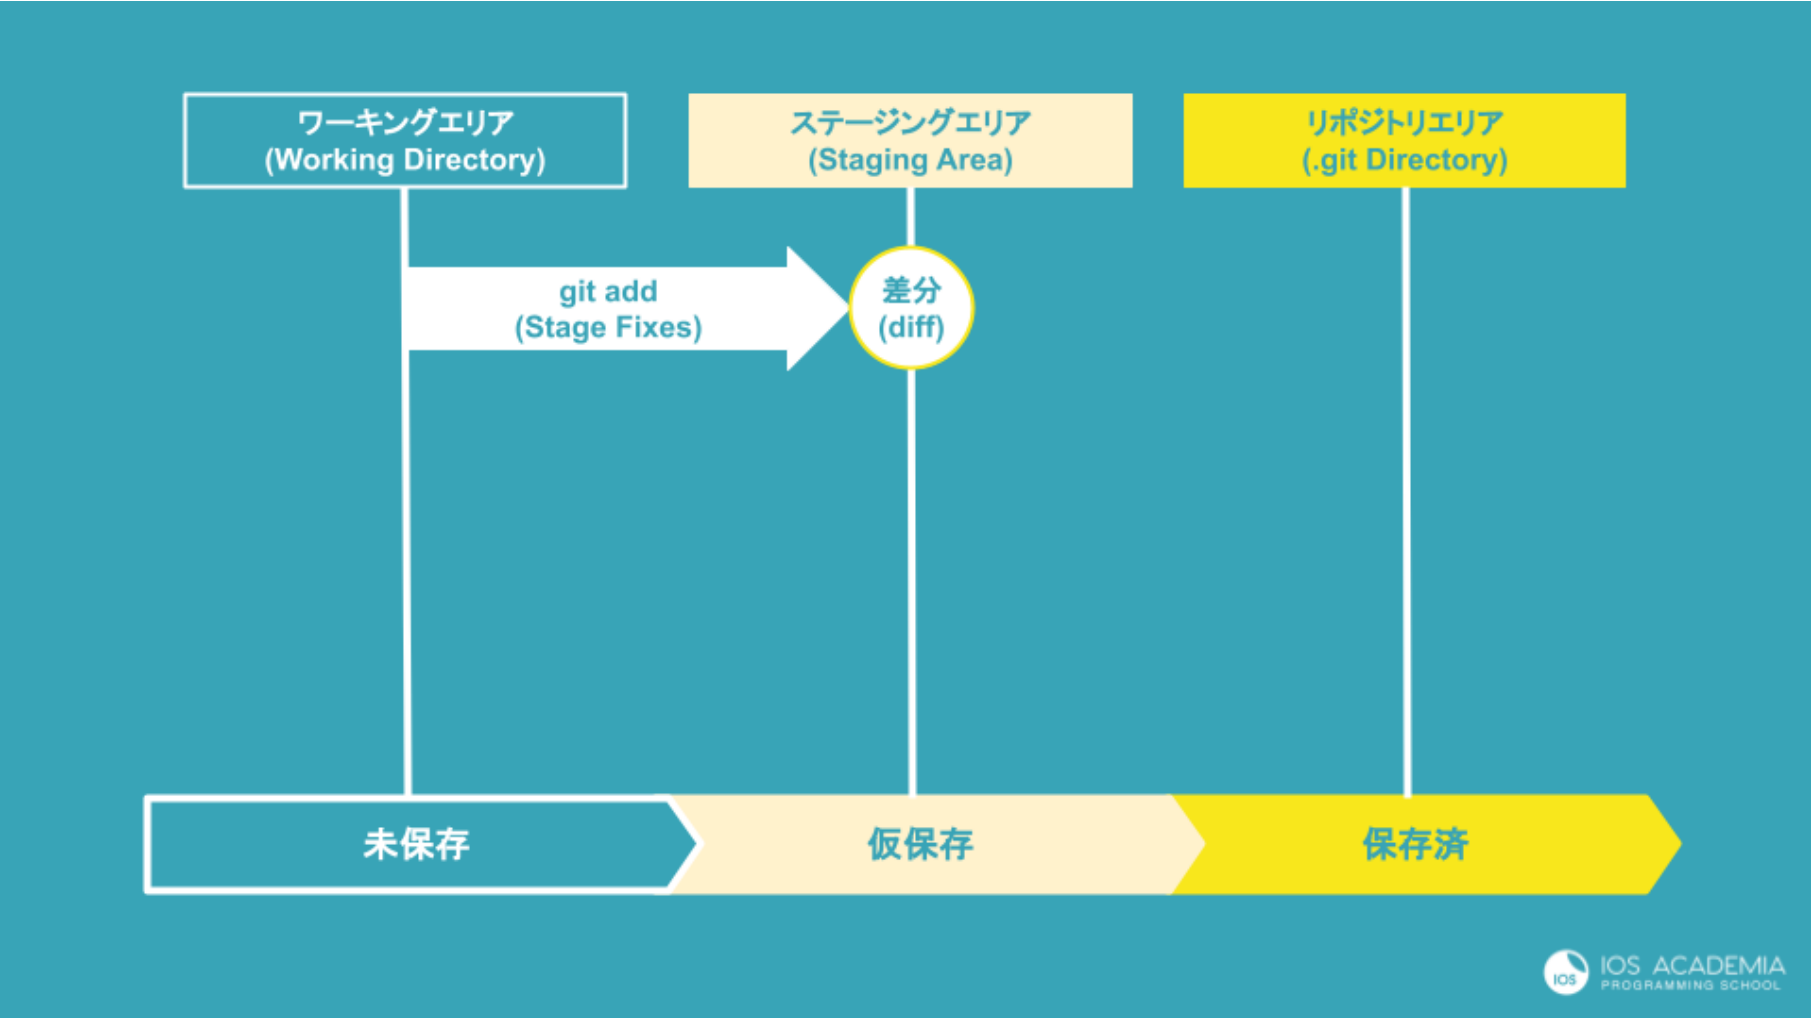 ワーキングエリア
(Working Directory)
ステージングエリア
(Staging Area)
リポジトリエリア
(.git Directory)
git add
(Stage Fixes)
差分
(diff)
未保存
仮保存
保存済
IOS
IOS ACADEMIA
PROGRAMMING SCHOOL